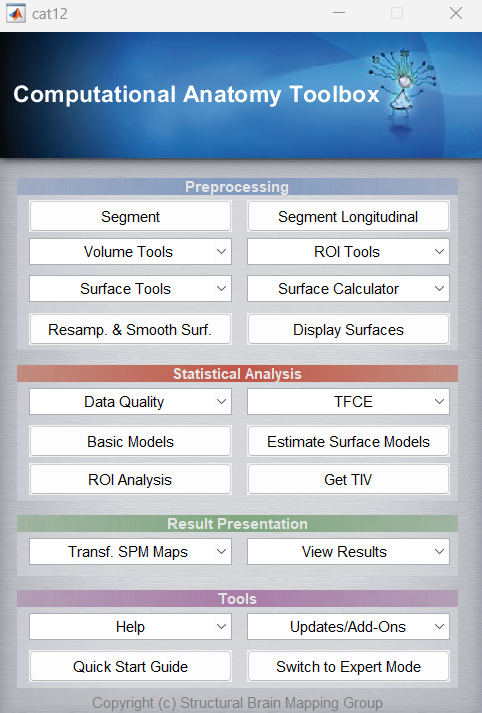 cat12
Computational Anatomy Toolbox
Preprocessing
Segment
Segment Longitudinal
Volume Tools
ROI Tools
Surface Tools
Surface Calculator
Resamp. & Smooth Surf.
Display Surfaces
Statistical Analysis
Data Quality
TFCE
Basic Models
Estimate Surface Models
ROI Analysis
Get TIV
Result Presentation
Transf. SPM Maps
View Results
Tools
Help
Updates/Add-Ons
Quick Start Guide
Switch to Expert Mode
Copyright (c) Structural Brain Mapping Group